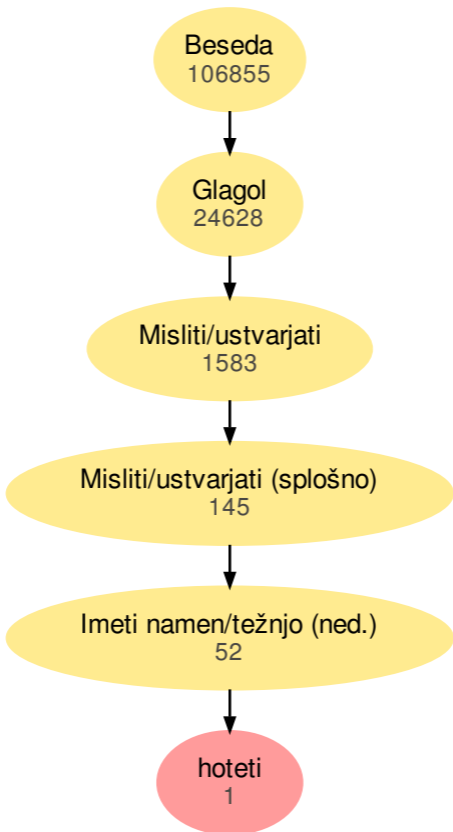 Beseda
106855
Glagol
24628
Misliti/ustvarjati
1583
Misliti/ustvarjati (splošno)
145
Imeti namen/težnjo (ned.)
52
hoteti
1